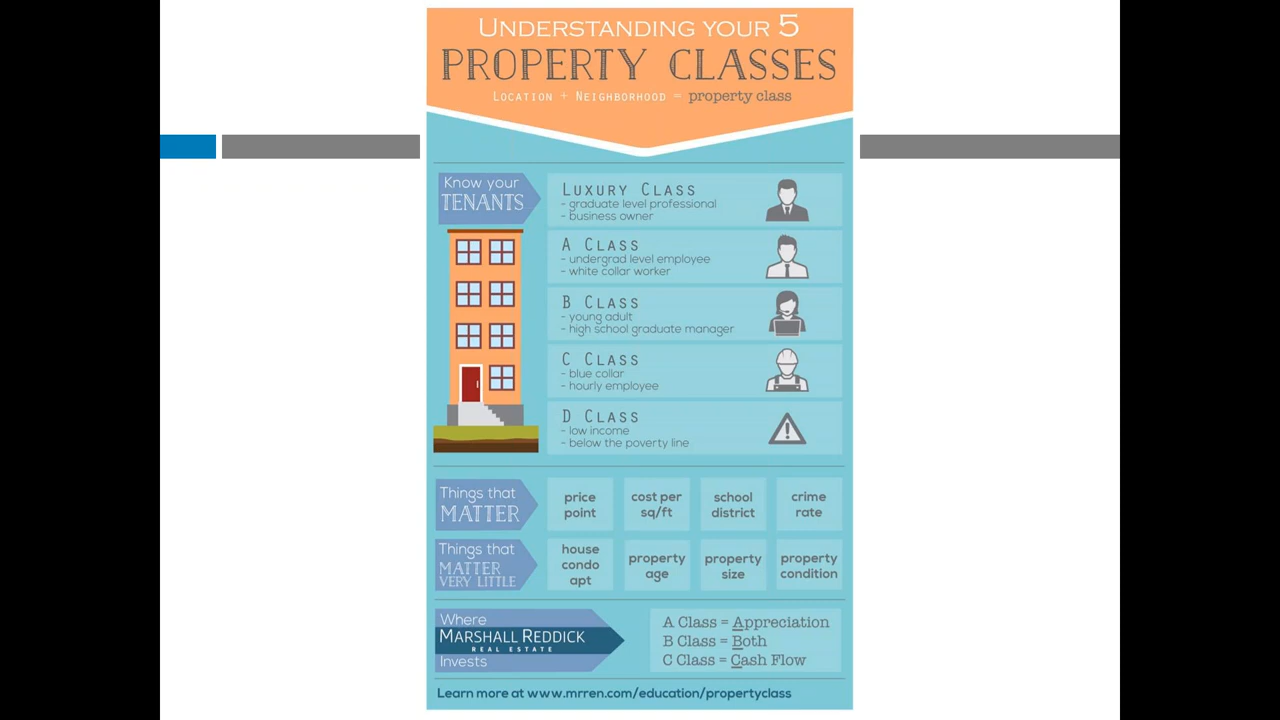 UNDERSTANDING YOUR 5
PROPERTY CLASSES
LOCATION + NEIGHBORHOOD = property class
Know your
TENANTS
LUXURY CLASS
- graduate level professional
- business owner
A CLASS
- undergrad level employee
- white collar worker
B CLASS
- young adult
- high school graduate manager
C CLASS
- blue collar
- hourly employee
D CLASS
- low income
- below the poverty line
Things that
MATTER
price
point
cost per
sq/ft
school
district
crime
rate
Things that
MATTER
VERY LITTLE
house
condo
apt
property
age
property
size
property
condition
Where
MARSHALL REDDICK
REAL ESTATE
Invests
A Class = Appreciation
B Class = Both
C Class = Cash Flow
Learn more at www.mrren.com/education/propertyclass